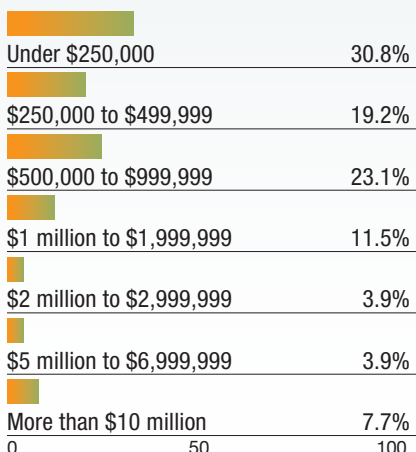 Under $250,000 30.8%
$250,000 to $499,999 19.2%
$500,000 to $999,999 23.1%
$1 million to $1,999,999 11.5%
$2 million to $2,999,999 3.9%
$5 million to $6,999,999 3.9%
More than $10 million 7.7%
0 50 100